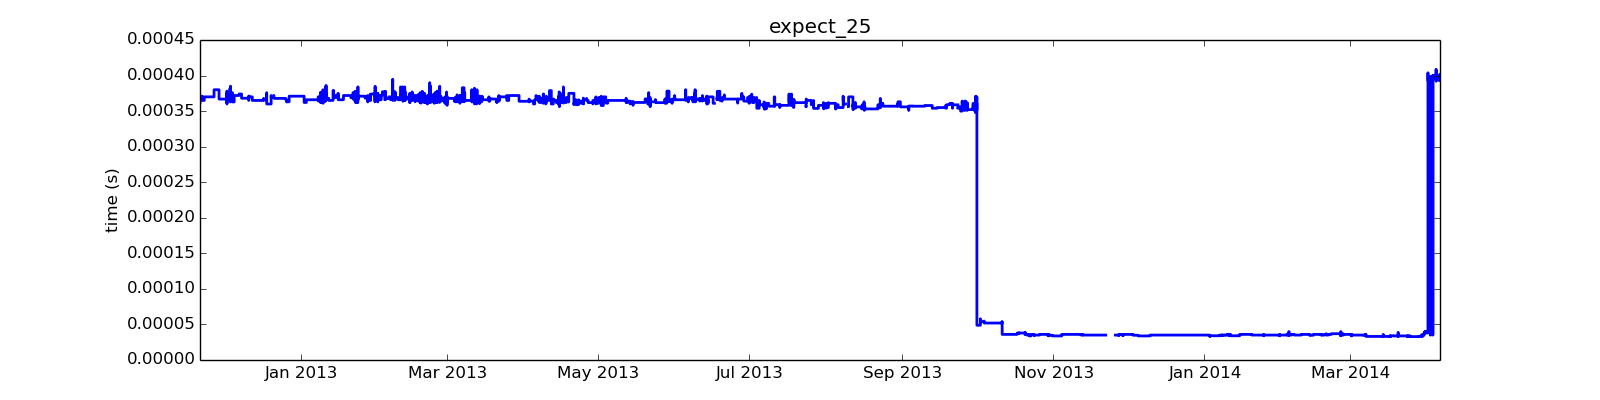 expect_25
time (s)
0.00045
0.00040
0.00035
0.00030
0.00025
0.00020
0.00015
0.00010
0.00005
0.00000
Jan 2013
Mar 2013
May 2013
Jul 2013
Sep 2013
Nov 2013
Jan 2014
Mar 2014